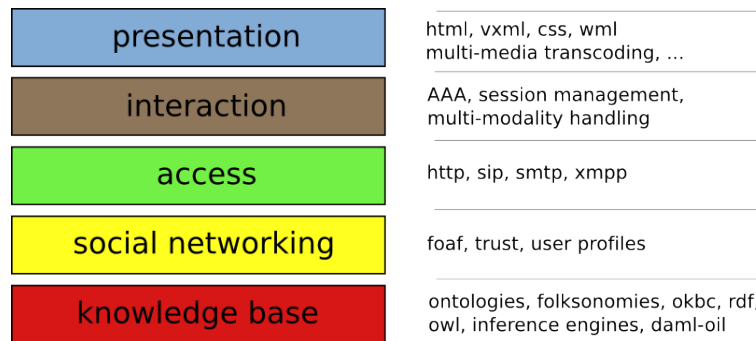 presentation
html, vxml, css, wml
multi-media transcoding, ...
interaction
AAA, session management,
multi-modality handling
access
http, sip, smtp, xmpp
social networking
foaf, trust, user profiles
knowledge base
ontologies, folksonomies, okbc, rdf,
owl, inference engines, daml-oil